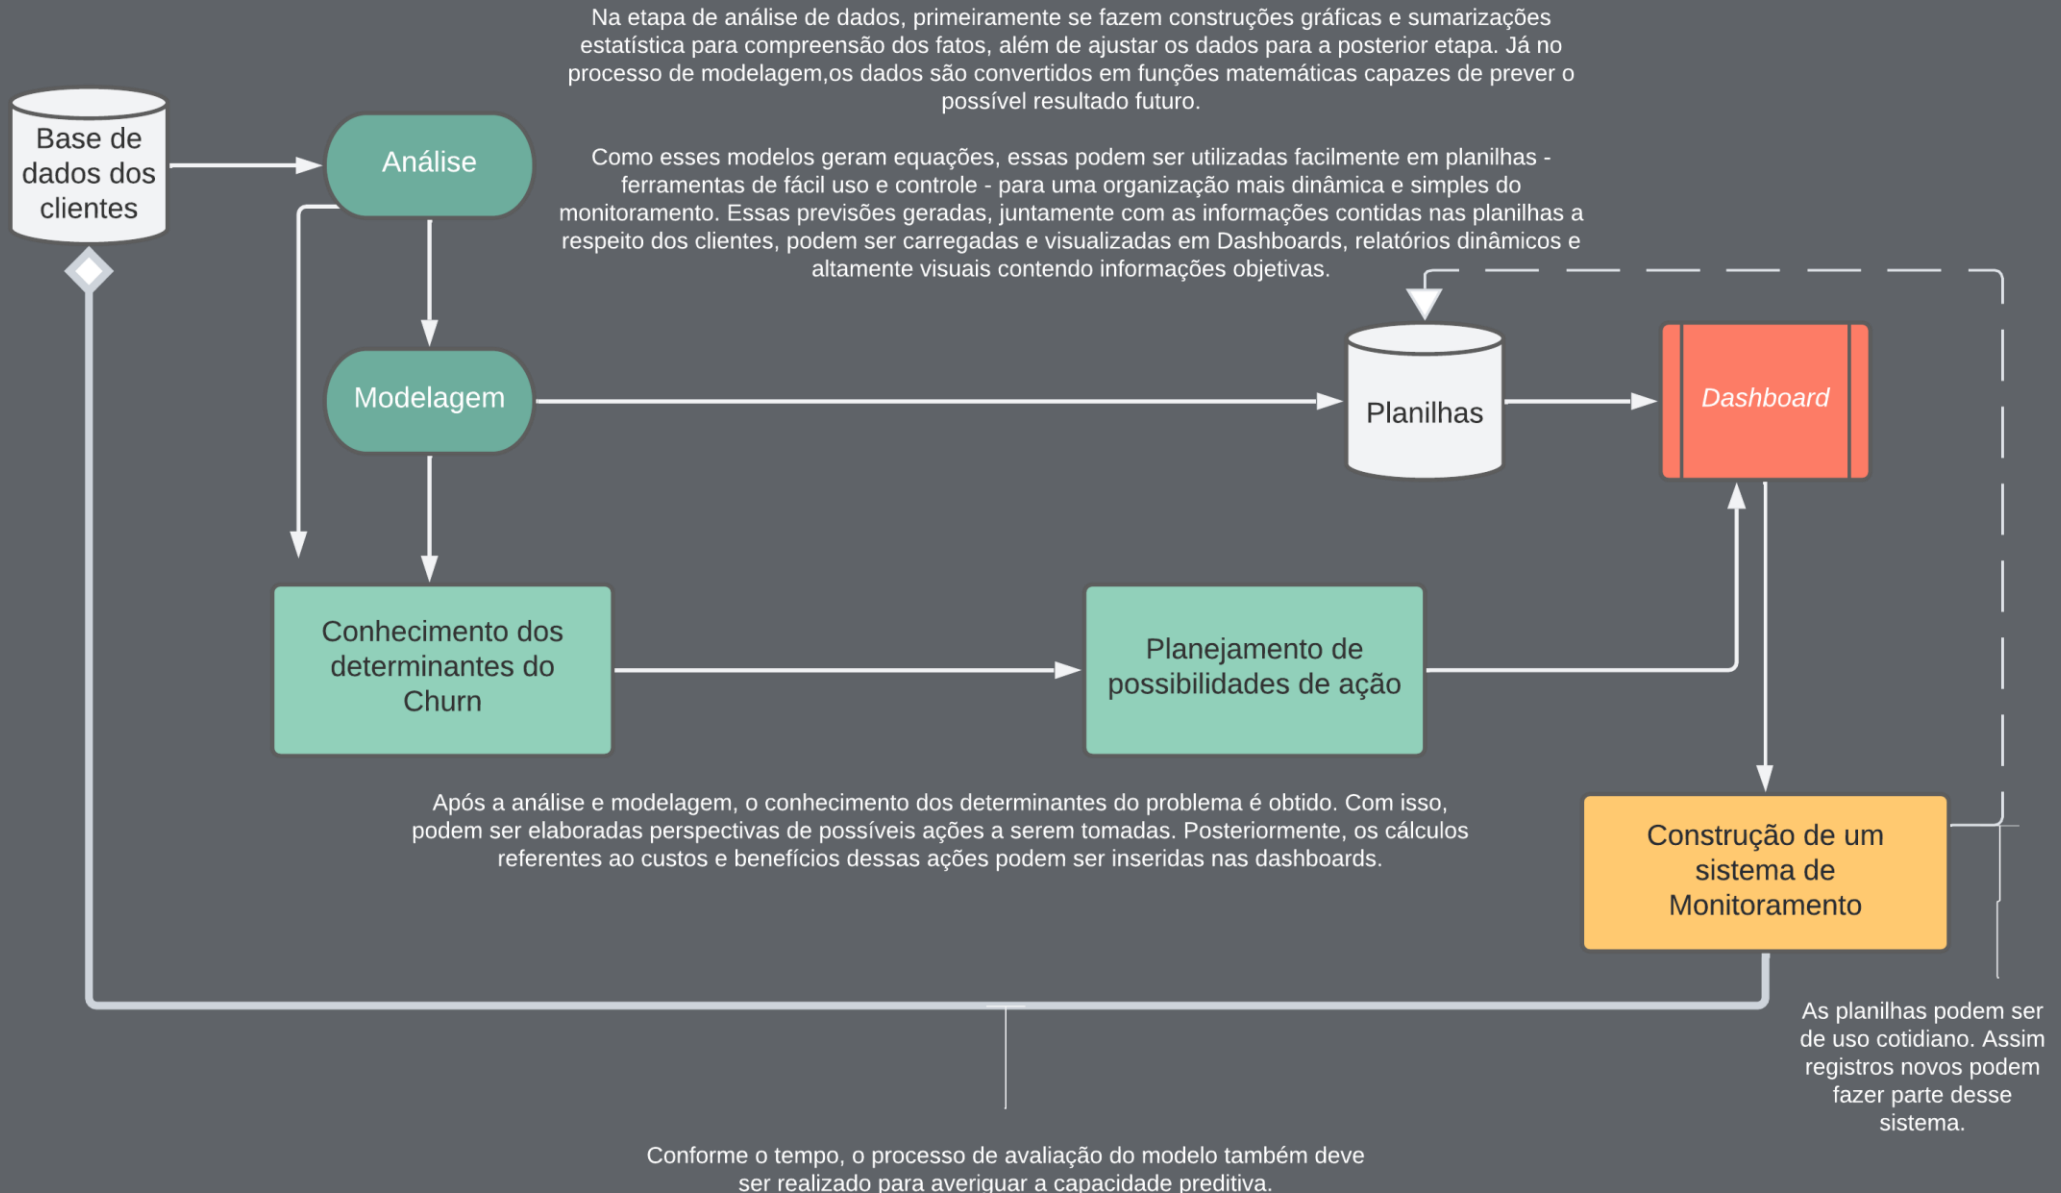 Na etapa de análise de dados, primeiramente se fazem construções gráficas e sumarizações
estatística para compreensão dos fatos, além de ajustar os dados para a posterior etapa. Já no
processo de modelagem,os dados são convertidos em funções matemáticas capazes de prever o
possível resultado futuro.
Como esses modelos geram equações, essas podem ser utilizadas facilmente em planilhas -
ferramentas de fácil uso e controle - para uma organização mais dinâmica e simples do
monitoramento. Essas previsões geradas, juntamente com as informações contidas nas planilhas a
respeito dos clientes, podem ser carregadas e visualizadas em Dashboards, relatórios dinâmicos e
altamente visuais contendo informações objetivas.
Base de
dados dos
clientes
Análise
Modelagem
Planilhas
Dashboard
Conhecimento dos
determinantes do
Churn
Planejamento de
possibilidades de ação
Após a análise e modelagem, o conhecimento dos determinantes do problema é obtido. Com isso,
podem ser elaboradas perspectivas de possíveis ações a serem tomadas. Posteriormente, os cálculos
referentes ao custos e benefícios dessas ações podem ser inseridas nas dashboards.
Construção de um
sistema de
Monitoramento
As planilhas podem ser
de uso cotidiano. Assim
registros novos podem
fazer parte desse
sistema.
Conforme o tempo, o processo de avaliação do modelo também deve
ser realizado para averiguar a capacidade preditiva.